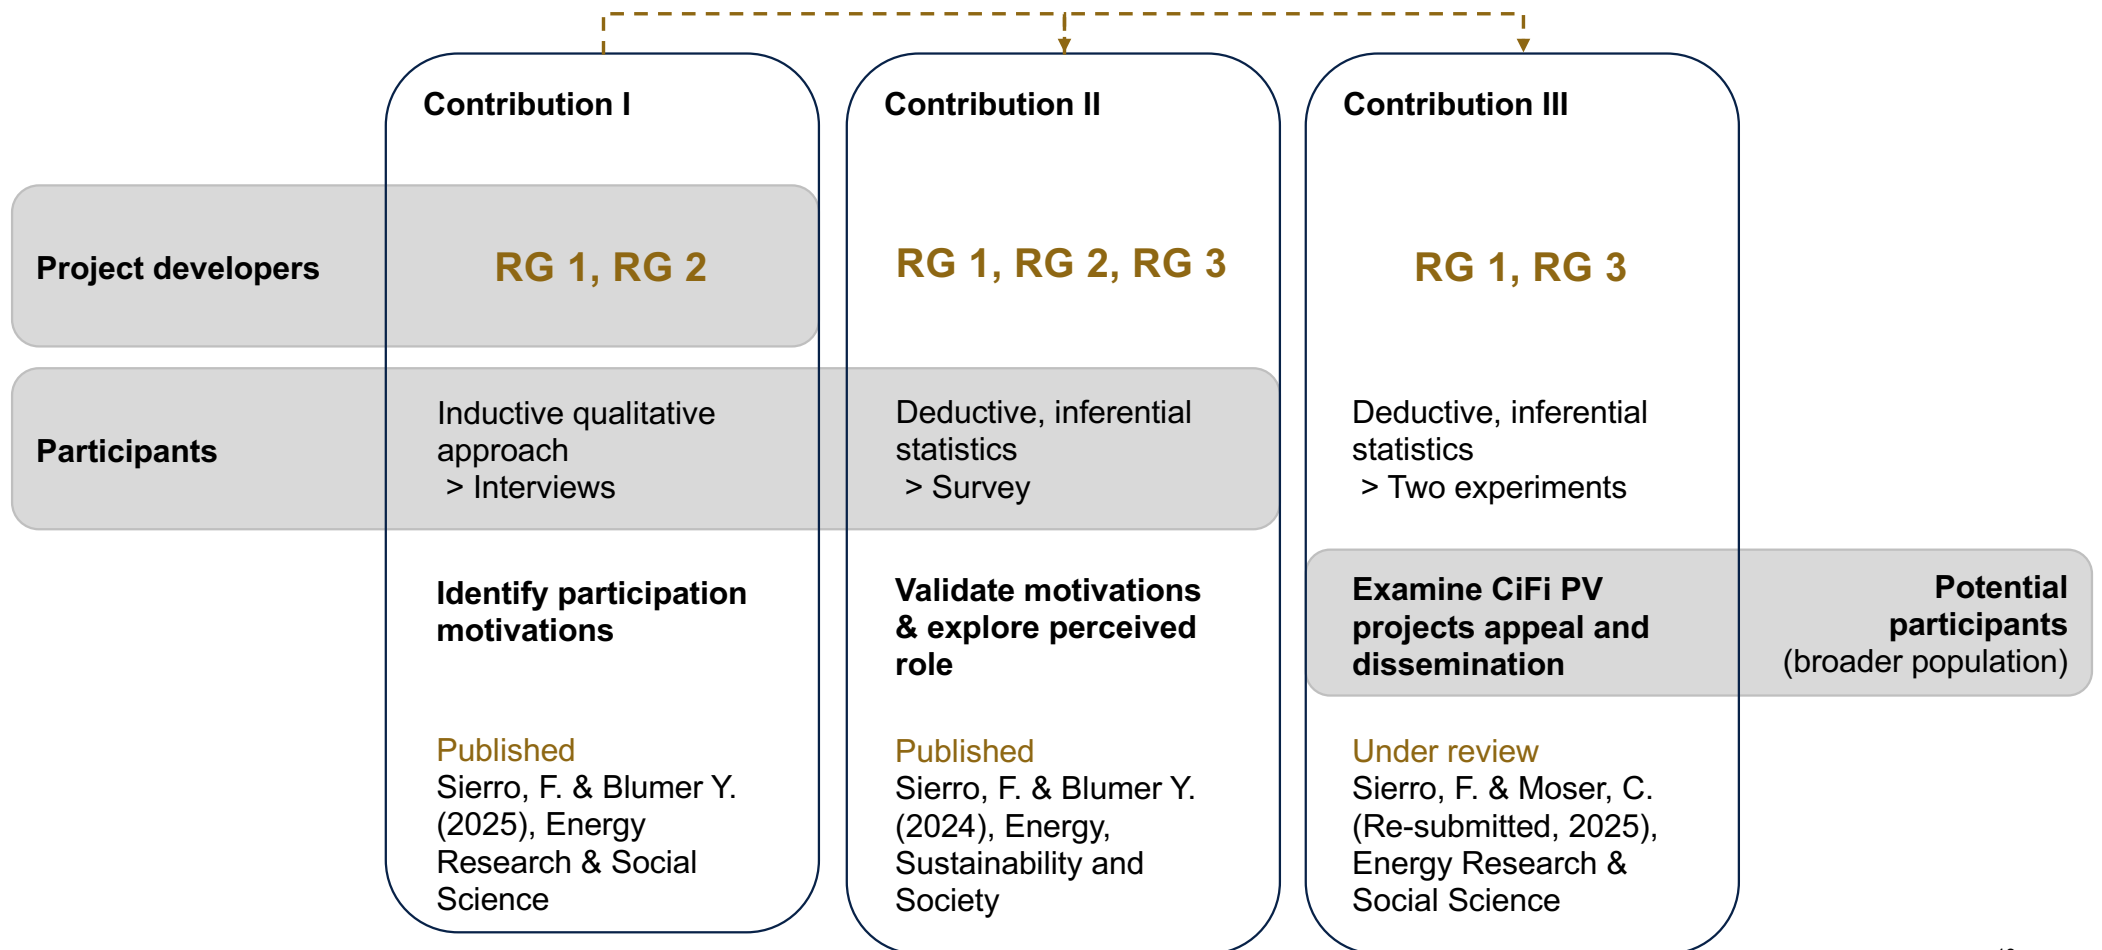 Contribution I
Contribution II
Contribution III
Project developers
RG 1, RG 2
RG 1, RG 2, RG 3
RG 1, RG 3
Participants
Inductive qualitative
approach
> Interviews
Deductive, inferential
statistics
> Survey
Deductive, inferential
statistics
> Two experiments
Identify participation
motivations
Validate motivations
& explore perceived
role
Examine CiFi PV
projects appeal and
dissemination
Potential
participants
(broader population)
Published
Sierro, F. & Blumer Y.
(2025), Energy
Research & Social
Science
Published
Sierro, F. & Blumer Y.
(2024), Energy,
Sustainability and
Society
Under review
Sierro, F. & Moser, C.
(Re-submitted, 2025),
Energy Research &
Social Science